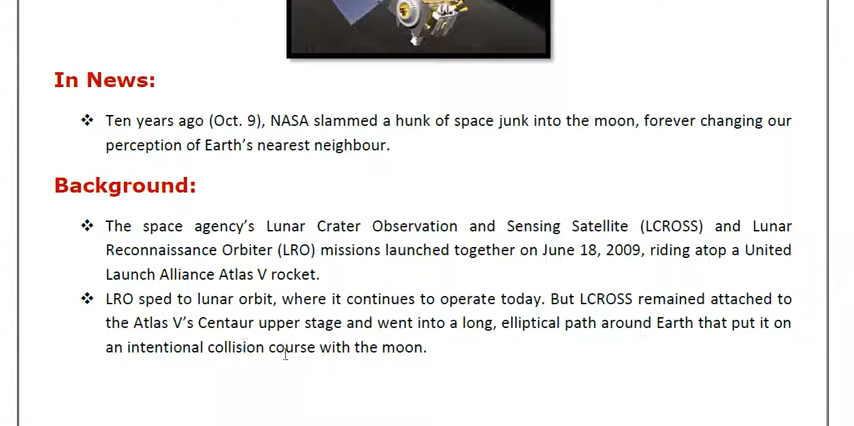 In News:
❖ Ten years ago (Oct. 9), NASA slammed a hunk of space junk into the moon, forever changing our
perception of Earth’s nearest neighbour.
Background:
❖ The space agency’s Lunar Crater Observation and Sensing Satellite (LCROSS) and Lunar
Reconnaissance Orbiter (LRO) missions launched together on June 18, 2009, riding atop a United
Launch Alliance Atlas V rocket.
❖ LRO sped to lunar orbit, where it continues to operate today. But LCROSS remained attached to
the Atlas V’s Centaur upper stage and went into a long, elliptical path around Earth that put it on
an intentional collision course with the moon.